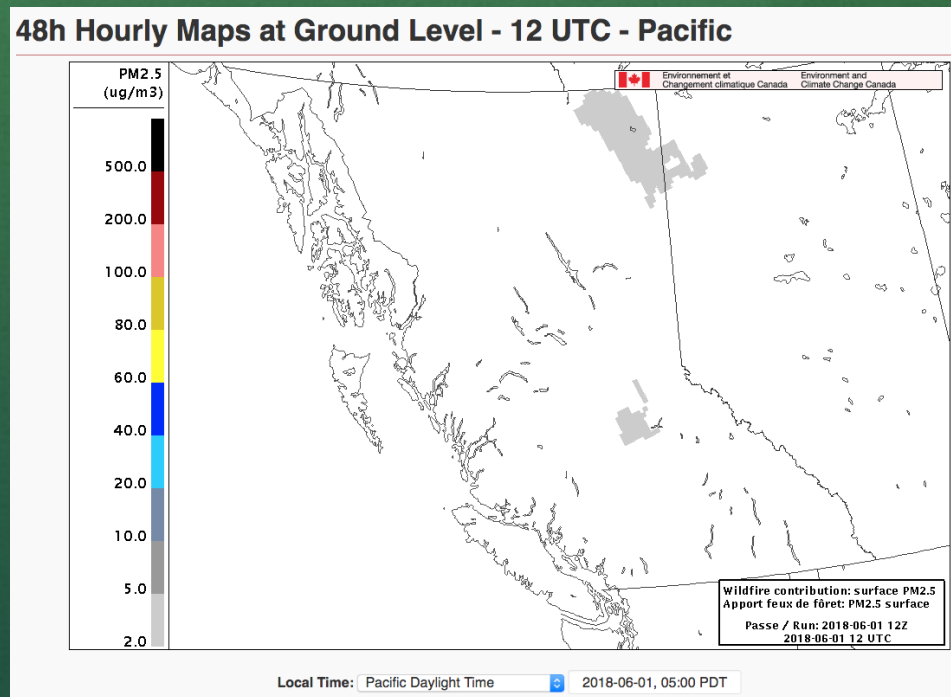 48h Hourly Maps at Ground Level - 12 UTC - Pacific
PM2.5
(ug/m3)
500.0
200.0
100.0
80.0
60.0
40.0
20.0
10.0
5.0
2.0
Environnement et
Changement climatique Canada
Environment and
Climate Change Canada
Wildfire contribution: surface PM2.5
Apport feux de fôret: PM2.5 surface
Passe / Run: 2018-06-01 12Z
2018-06-01 12 UTC
Local Time: Pacific Daylight Time 2018-06-01, 05:00 PDT